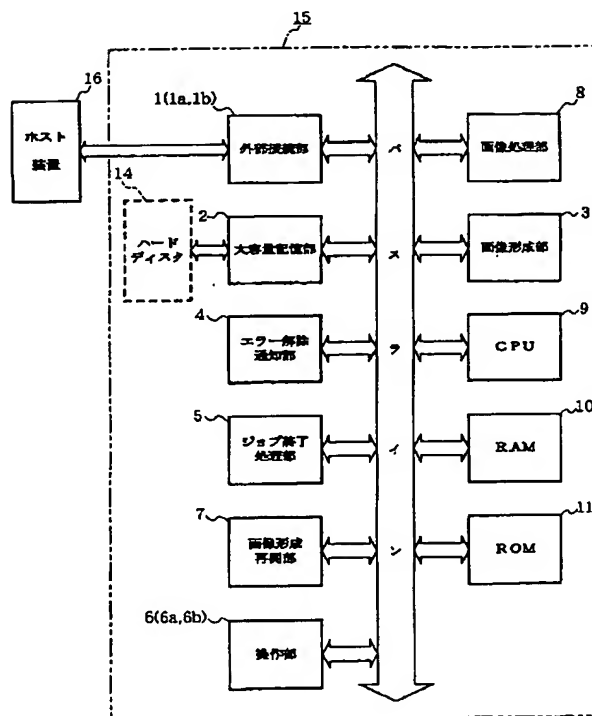 15
16
ホスト
装置
1(1a,1b)
外部接続部
8
画像処理部
14
ハード
ディスク
2
大容量記憶部
3
画像形成部
4
エラー解除
通知部
9
CPU
5
ジョブ終了
処理部
10
RAM
7
画像形成
再開部
11
ROM
6(6a,6b)
操作部
バスライン